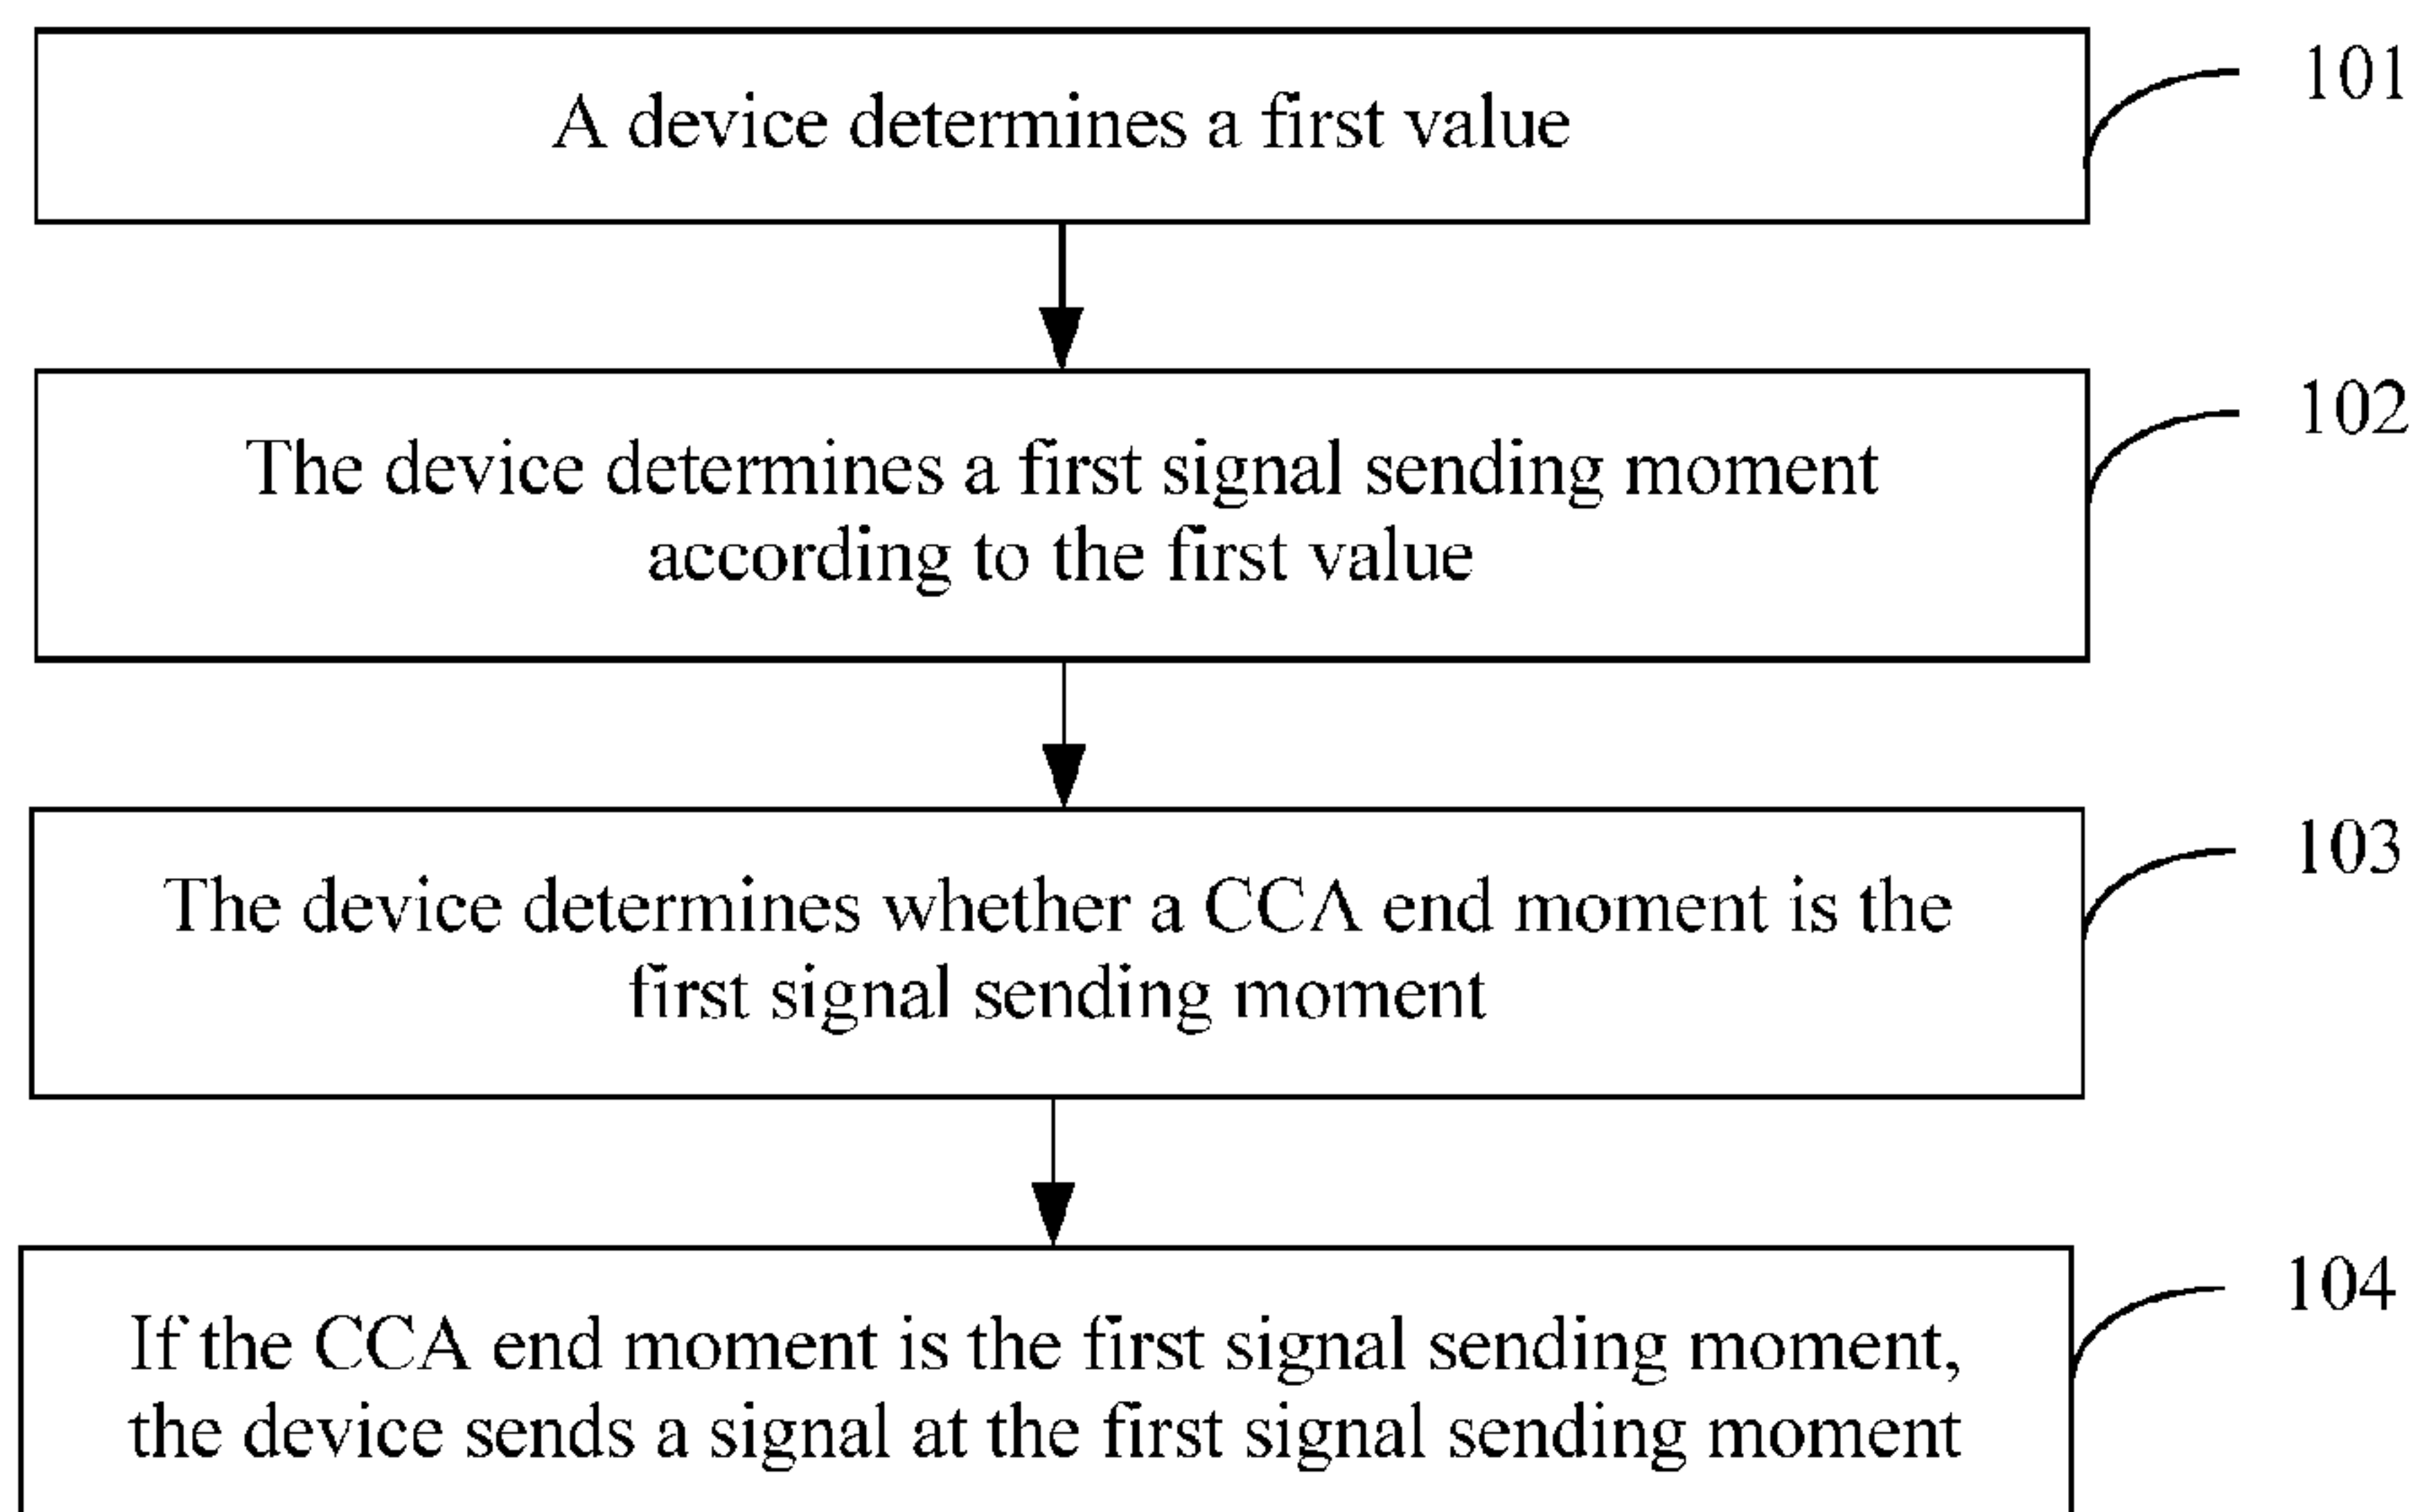 A device determines a first value
101
The device determines a first signal sending moment
according to the first value
102
The device determines whether a CCA end moment is the
first signal sending moment
103
If the CCA end moment is the first signal sending moment,
the device sends a signal at the first signal sending moment
104